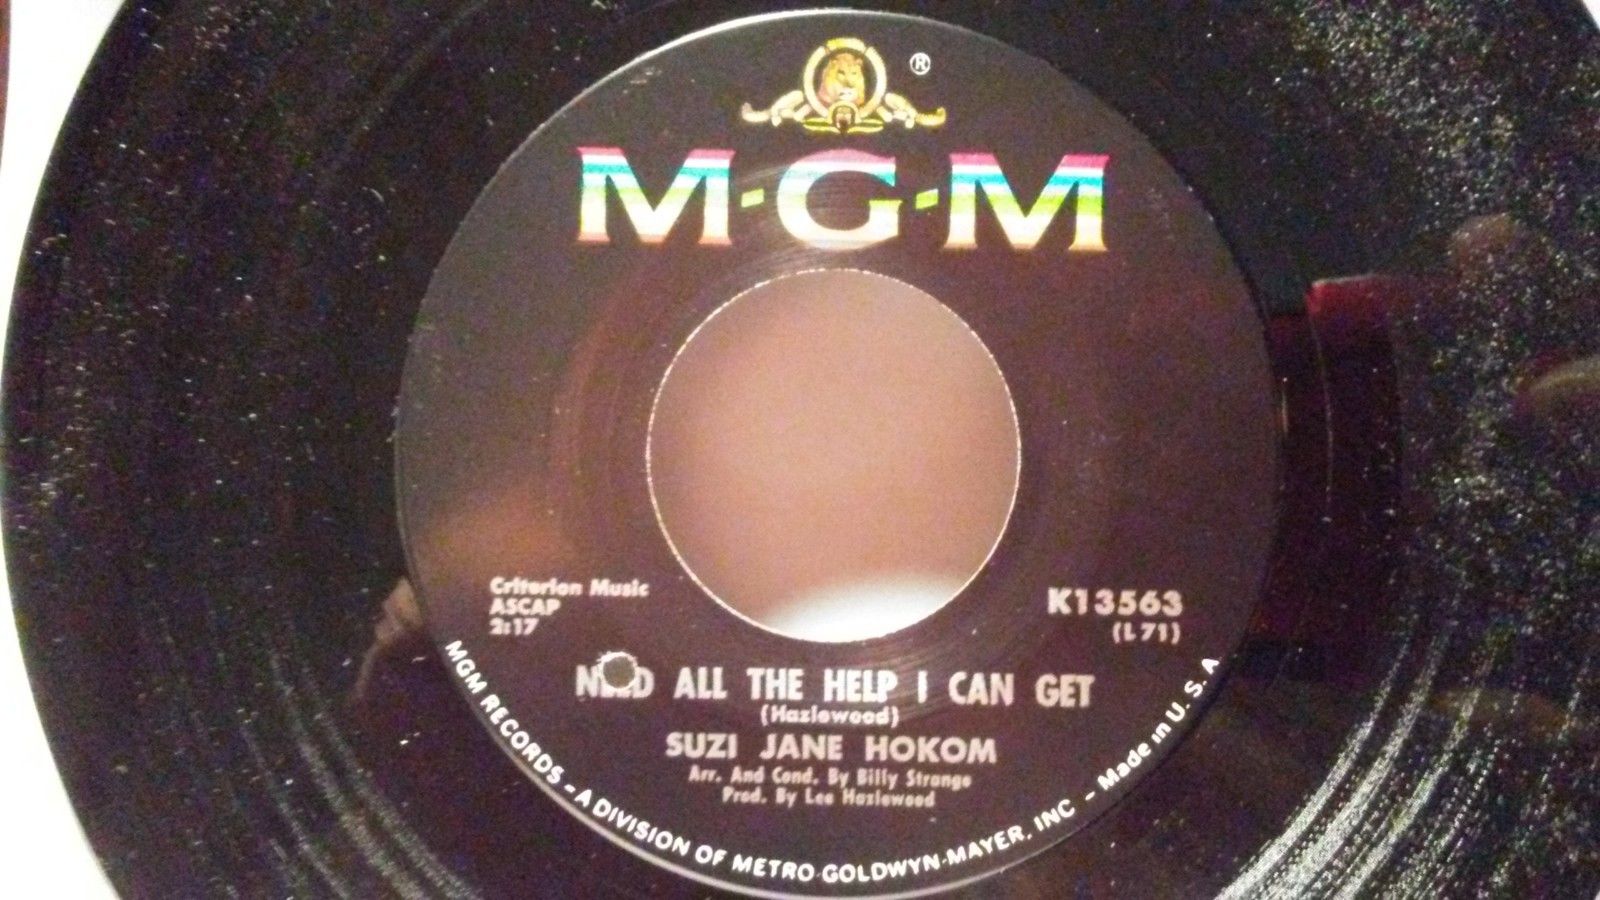 ®
M·G·M
Criterion Music
ASCAP
2:17
K13563
(L 71)
ALL THE HELP I CAN GET
(Hazlewood)
SUZI JANE HOKOM
Arr. And Cond. By Billy Strange
Prod. By Lee Hazlewood
MGM RECORDS – A DIVISION OF METRO-GOLDWYN-MAYER, INC – Made in U. S. A